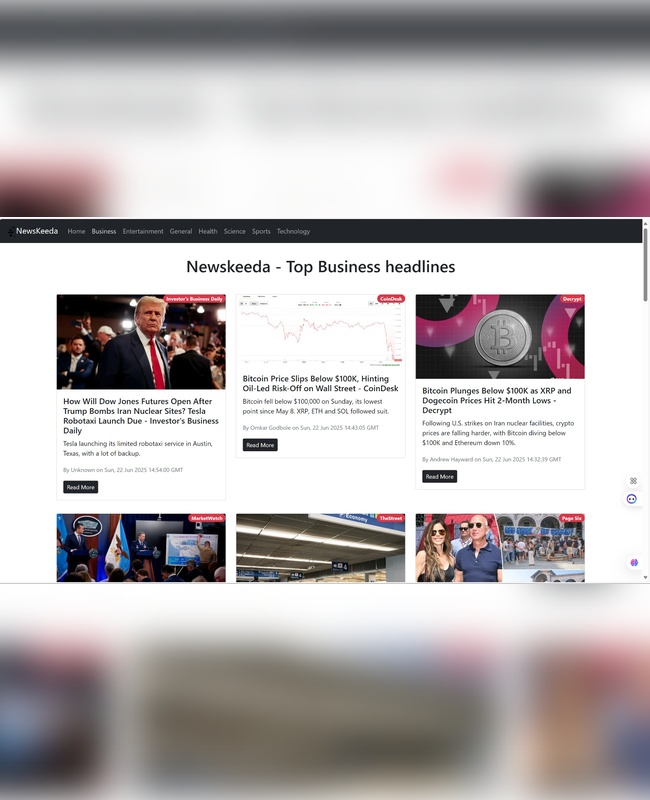 NewsKeeda Home Business Entertainment General Health Science Sports Technology
Newskeeda - Top Business headlines
Investor's Business Daily
How Will Dow Jones Futures Open After
Trump Bombs Iran Nuclear Sites? Tesla
Robotaxi Launch Due - Investor's Business
Daily
Tesla launching its limited robotaxi service in Austin,
Texas, with a lot of backup.
By Unknown on Sun, 22 Jun 2025 14:54:00 GMT
Read More
CoinDesk
Bitcoin Price Slips Below $100K, Hinting
Oil-Led Risk-Off on Wall Street - CoinDesk
Bitcoin fell below $100,000 on Sunday, its lowest
point since May 8. XRP, ETH and SOL followed suit.
By Omkar Godbole on Sun, 22 Jun 2025 14:43:05 GMT
Read More
Decrypt
Bitcoin Plunges Below $100K as XRP and
Dogecoin Prices Hit 2-Month Lows -
Decrypt
Following U.S. strikes on Iran nuclear facilities, crypto
prices are falling harder, with Bitcoin diving below
$100K and Ethereum down 10%.
By Andrew Hayward on Sun, 22 Jun 2025 14:32:39 GMT
Read More
MarketWatch
TheStreet
Economy
Page Six